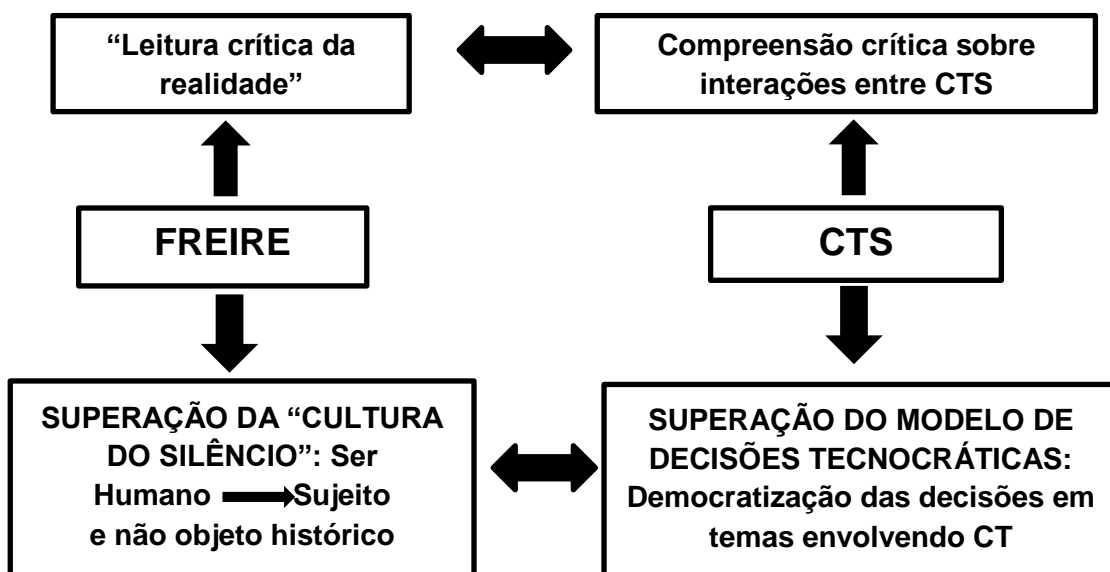 “Leitura crítica da
realidade”
Compreensão crítica sobre
interações entre CTS
FREIRE
CTS
SUPERAÇÃO DA “CULTURA
DO SILÊNCIO”: Ser
Humano Sujeito
e não objeto histórico
SUPERAÇÃO DO MODELO DE
DECISÕES TECNOCRÁTICAS:
Democratização das decisões em
temas envolvendo CT